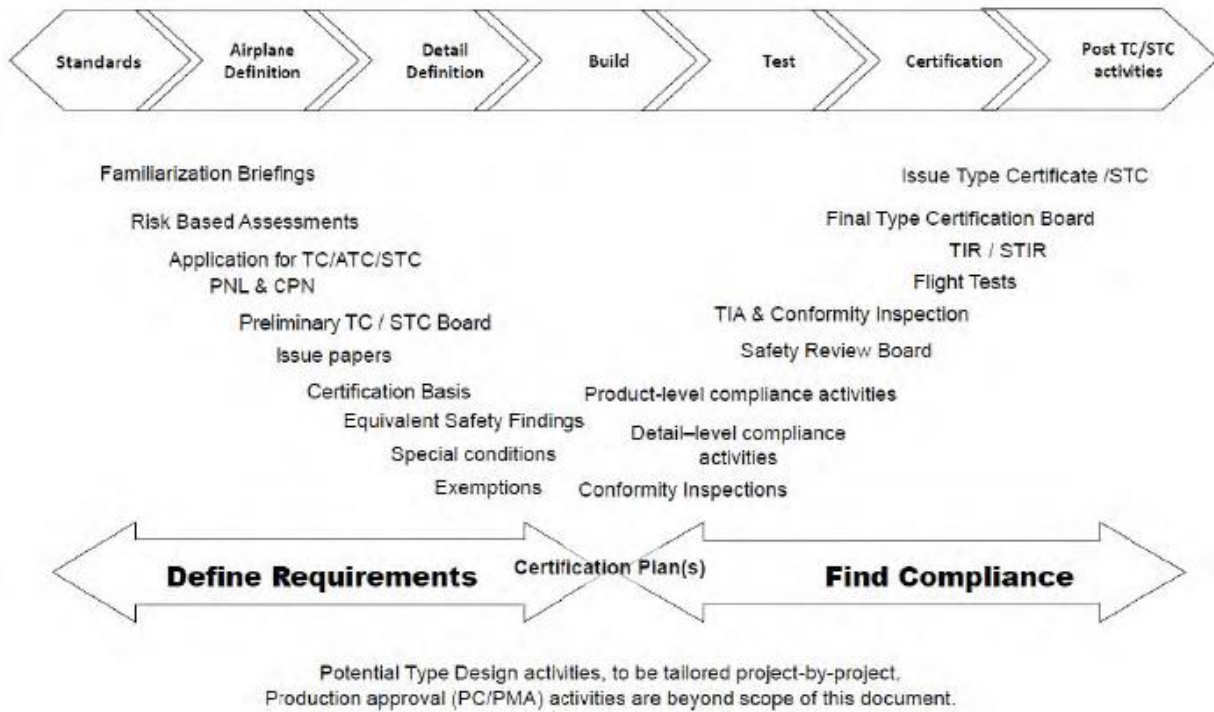 Standards
Airplane
Definition
Detail
Definition
Build
Test
Certification
Post TC/STC
activities
Familiarization Briefings
Risk Based Assessments
Application for TC/ATC/STC
PNL & CPN
Preliminary TC / STC Board
Issue papers
Certification Basis
Equivalent Safety Findings
Special conditions
Exemptions
Issue Type Certificate /STC
Final Type Certification Board
TIR / STIR
Flight Tests
TIA & Conformity Inspection
Safety Review Board
Product-level compliance activities
Detail–level compliance
activities
Conformity Inspections
Define Requirements
Certification Plan(s)
Find Compliance
Potential Type Design activities, to be tailored project-by-project,
Production approval (PC/PMA) activities are beyond scope of this document.